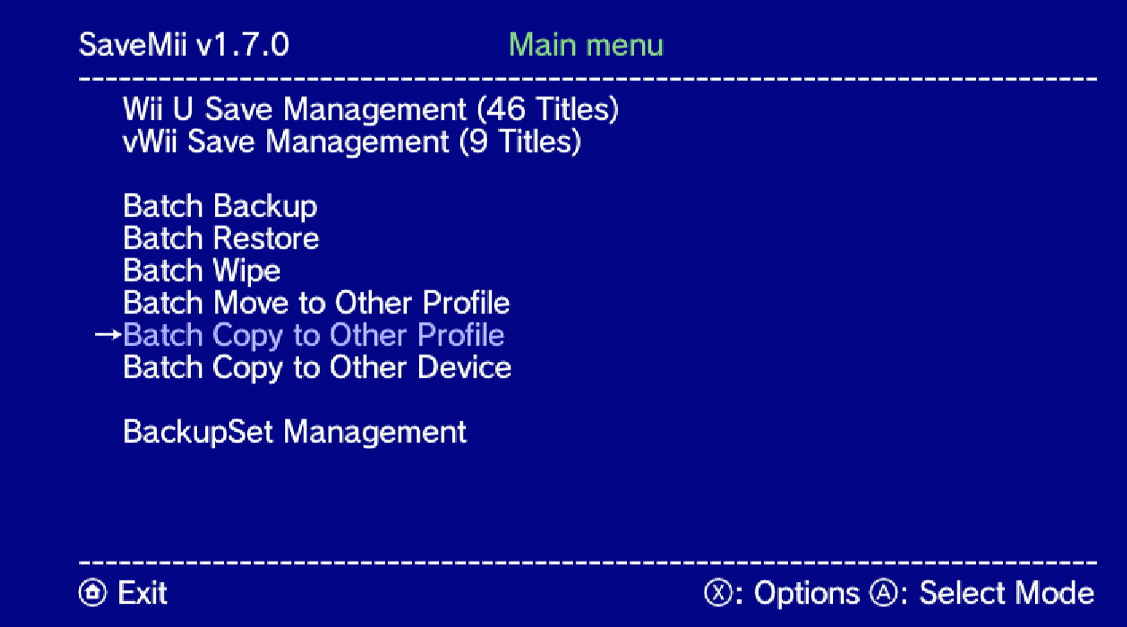 SaveMii v1.7.0 Main menu
Wii U Save Management (46 Titles)
vWii Save Management (9 Titles)
Batch Backup
Batch Restore
Batch Wipe
Batch Move to Other Profile
→Batch Copy to Other Profile
Batch Copy to Other Device
BackupSet Management
Exit Ⓧ: Options Ⓐ: Select Mode